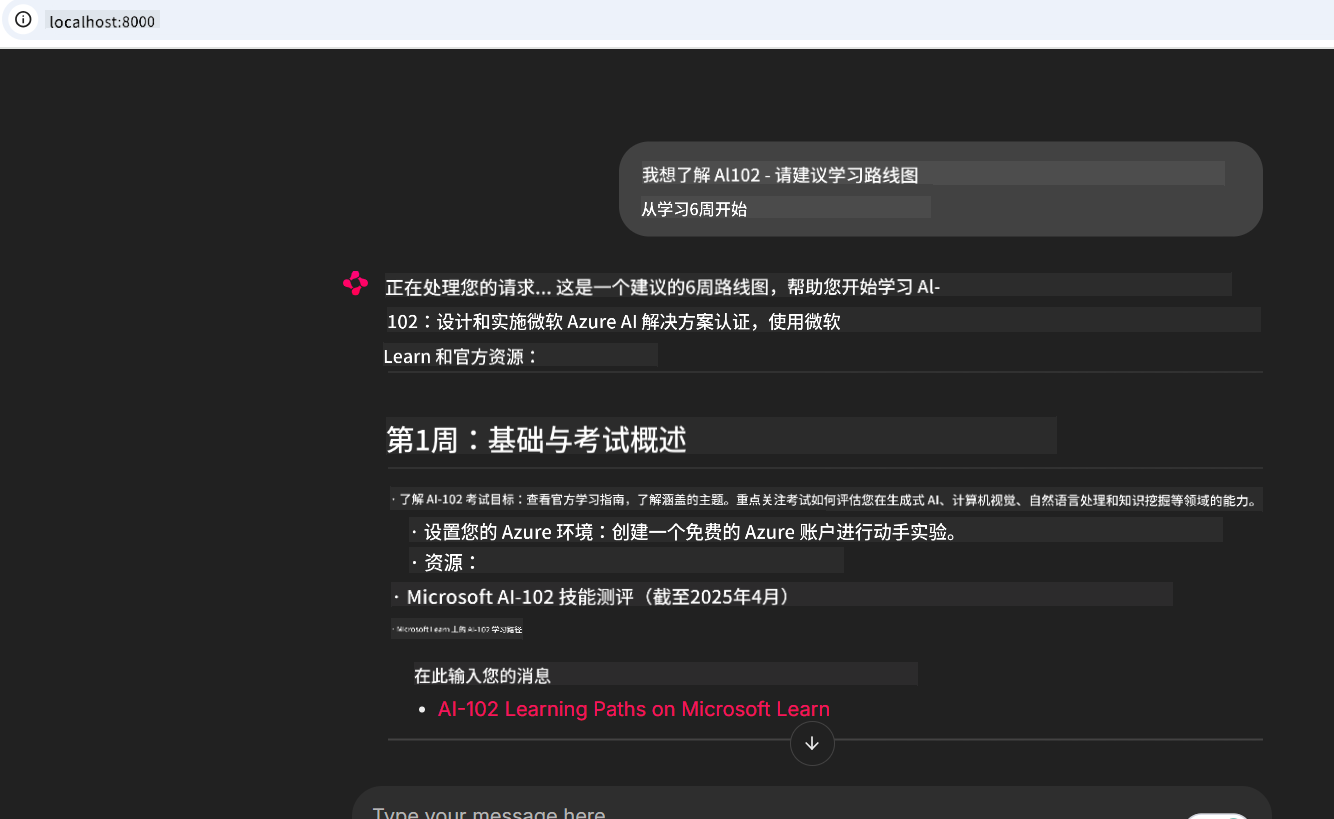 localhost:8000
我想了解 AI102 - 请建议学习路线图
从学习6周开始
正在处理您的请求... 这是一个建议的6周路线图，帮助您开始学习 AI-
102：设计和实施微软 Azure AI 解决方案认证，使用微软
Learn 和官方资源：
第1周：基础与考试概述
· 了解 AI-102 考试目标：查看官方学习指南，了解涵盖的主题。重点关注考试如何评估您在生成式 AI、计算机视觉、自然语言处理和知识挖掘等领域的能力。
· 设置您的 Azure 环境：创建一个免费的 Azure 账户进行动手实验。
· 资源：
· Microsoft AI-102 技能测评（截至2025年4月）
· Microsoft Learn 上的 AI-102 学习路径
在此输入您的消息
• AI-102 Learning Paths on Microsoft Learn
Type your message here